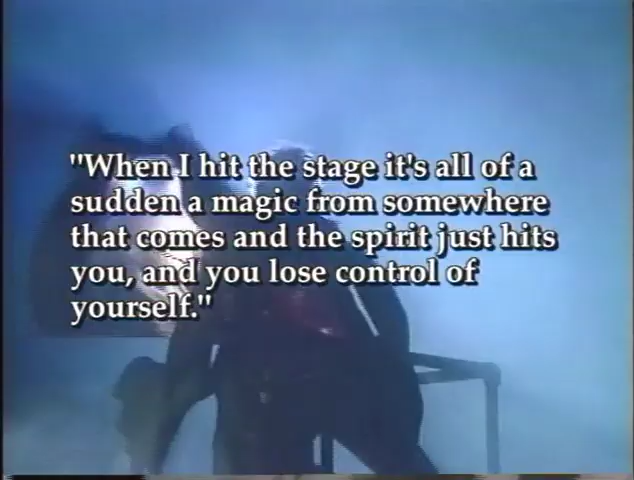 "When I hit the stage it's all of a
sudden a magic from somewhere
that comes and the spirit just hits
you, and you lose control of
yourself."